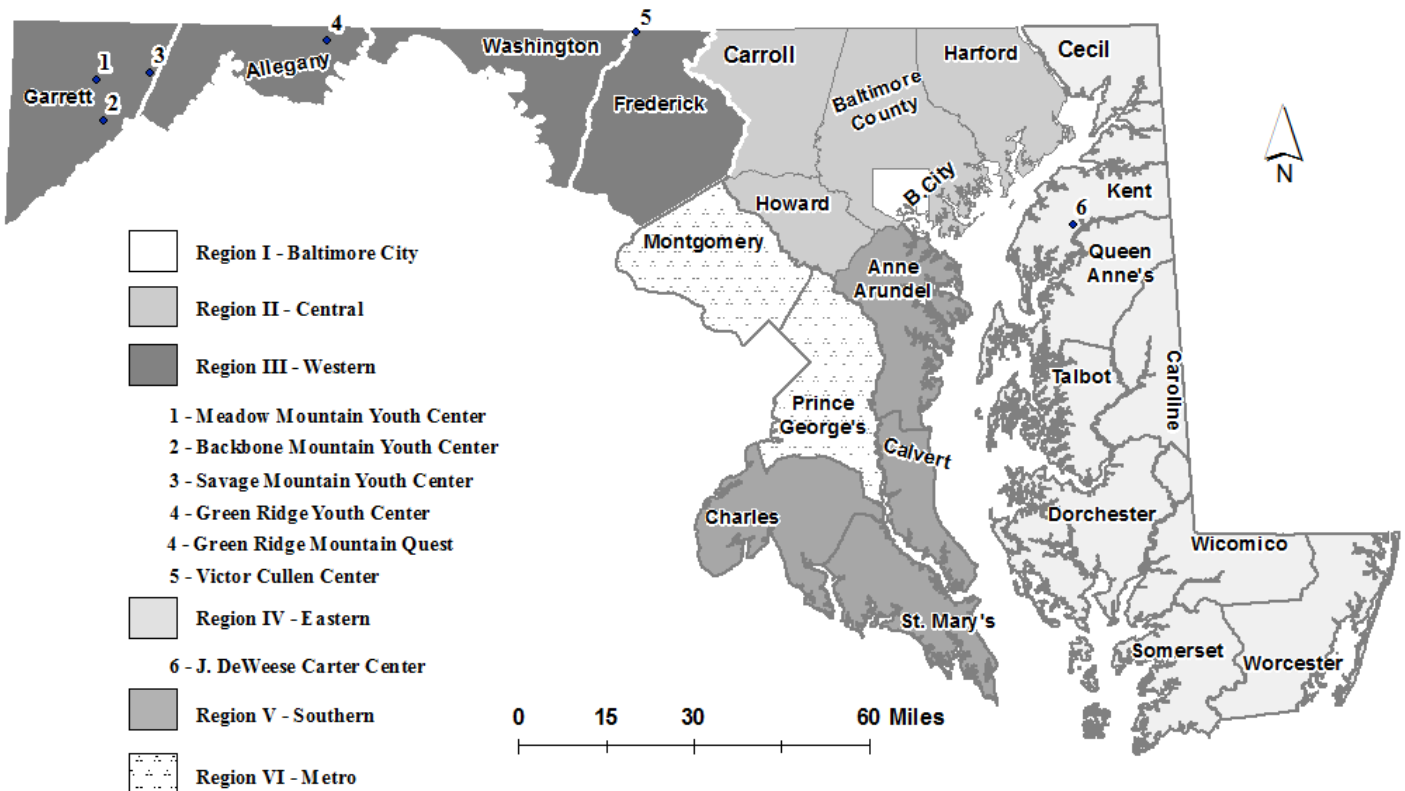 4
5
1
3
2
Garrett
Allegany
Washington
Frederick
Carroll
Baltimore
County
Harford
Cecil
B.City
Howard
Montgomery
Kent
6
Queen
Anne's
N
Anne
Arundel
Talbot
Caroline
Prince
George's
Calvert
Charles
Dorchester
Wicomico
St. Mary's
Somerset
Worcester
Region I - Baltimore City
Region II - Central
Region III - Western
1 - Meadow Mountain Youth Center
2 - Backbone Mountain Youth Center
3 - Savage Mountain Youth Center
4 - Green Ridge Youth Center
4 - Green Ridge Mountain Quest
5 - Victor Cullen Center
Region IV - Eastern
6 - J. DeWeese Carter Center
Region V - Southern
Region VI - Metro
0 15 30 60 Miles